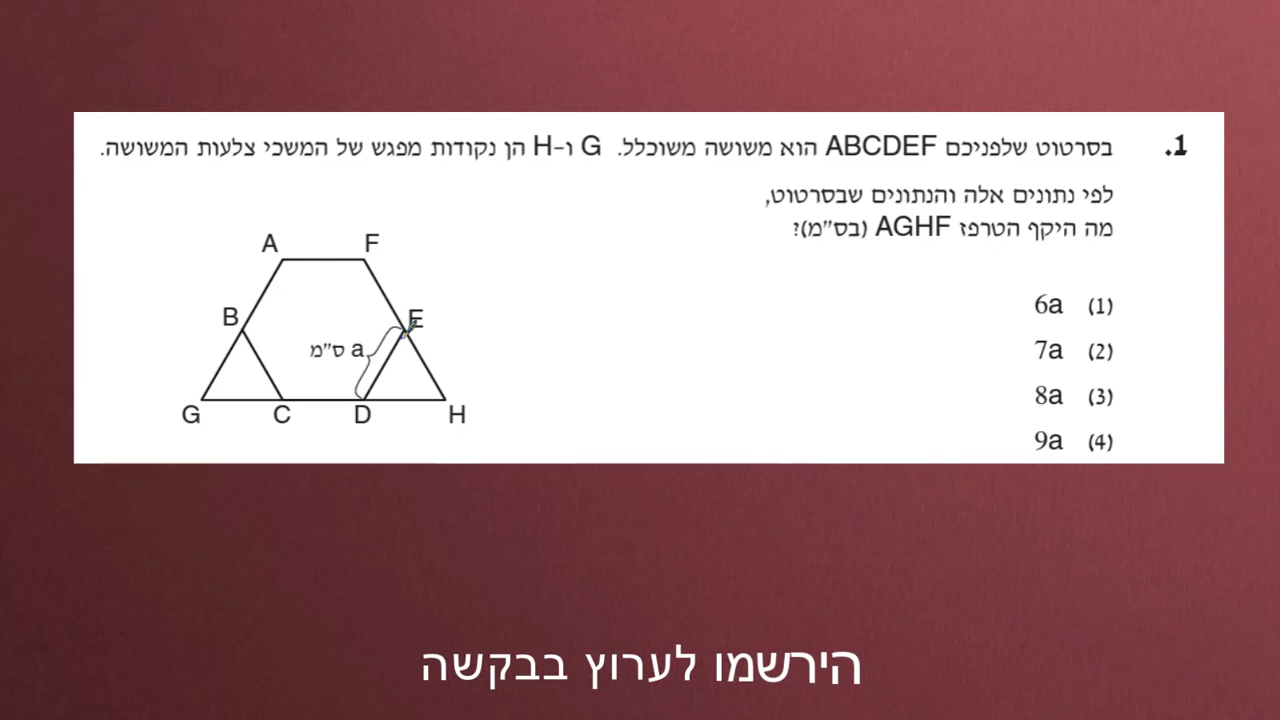 1. בסרטוט שלפניכם ABCDEF הוא משושה משוכלל. G ו-H הן נקודות מפגש של המשכי צלעות המשושה.
לפי נתונים אלה והנתונים שבסרטוט,
מה היקף הטרפז AGHF (בס"מ)?
(1) 6a
(2) 7a
(3) 8a
(4) 9a
A F
B E
a ס"מ
G C D H
הירשמו לערוץ בבקשה